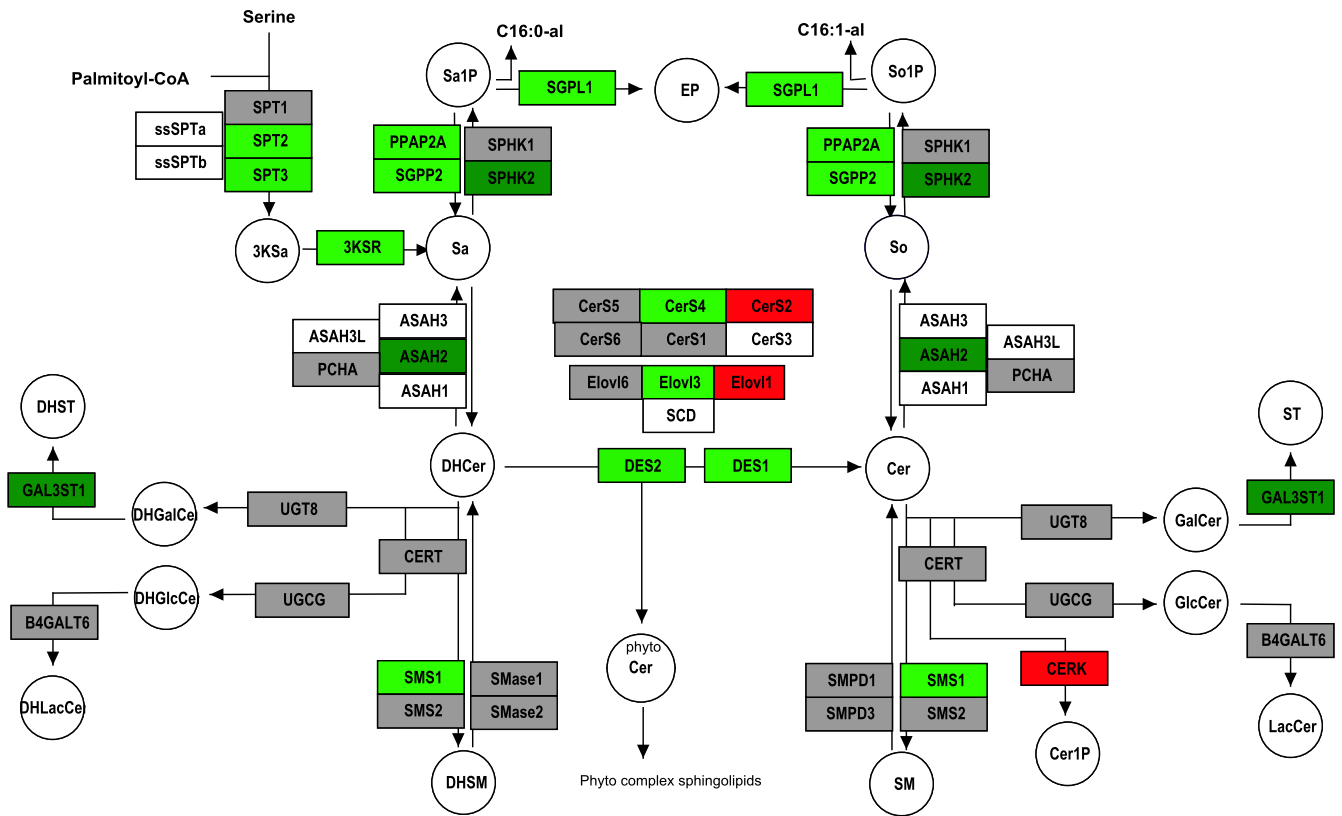 Serine
C16:0-al
C16:1-al
Palmitoyl-CoA
Sa1P
SGPL1
EP
SGPL1
So1P
SPT1
ssSPTa
SPT2
ssSPTb
SPT3
PPAP2A
SPHK1
SGPP2
SPHK2
PPAP2A
SPHK1
SGPP2
SPHK2
3KSa
3KSR
Sa
So
CerS5
CerS4
CerS2
CerS6
CerS1
CerS3
ASAH3
ASAH3L
ASAH2
PCHA
ASAH1
ASAH3
ASAH3L
ASAH2
PCHA
ASAH1
Elovl6
Elovl3
Elovl1
SCD
DHST
ST
DHCer
DES2
DES1
Cer
GAL3ST1
DHGalCe
UGT8
CERT
UGT8
GalCer
GAL3ST1
CERT
B4GALT6
DHGlcCe
UGCG
UGCG
GlcCer
B4GALT6
phyto
Cer
SMS1
SMase1
SMS2
SMase2
SMPD1
SMS1
SMPD3
SMS2
CERK
DHLacCe
LacCer
Cer1P
DHSM
Phyto complex sphingolipids
SM